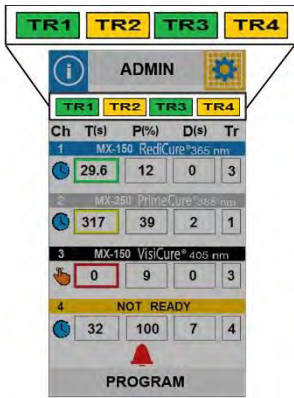 TR1 TR2 TR3 TR4
i ADMIN
TR1 TR2 TR3 TR4
Ch T(s) P(%) D(s) Tr
1 MX-150 RediCure®365 nm
29.6 12 0 3
2 MX-250 PrimeCure®385 nm
317 39 2 1
3 MX-150 VisiCure® 405 nm
0 9 0 3
4 NOT READY
32 100 7 4
PROGRAM